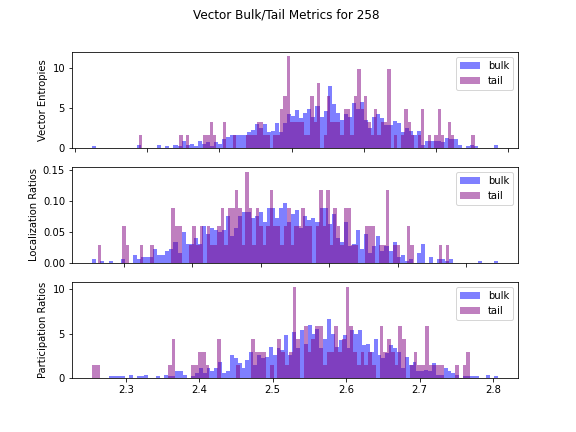 Vector Bulk/Tail Metrics for 258
Vector Entropies
10
5
0
bulk
tail
Localization Ratios
0.15
0.10
0.05
0.00
bulk
tail
Participation Ratios
10
5
0
bulk
tail
2.3 2.4 2.5 2.6 2.7 2.8